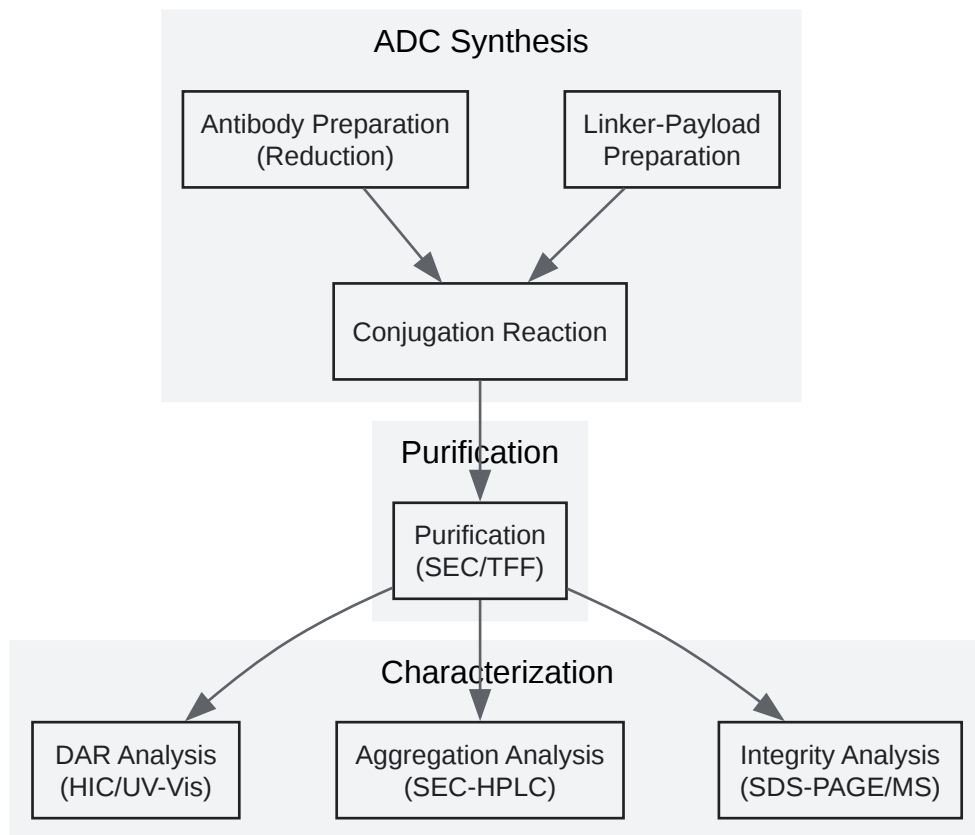 ADC Synthesis
Antibody Preparation
(Reduction)
Linker-Payload
Preparation
Conjugation Reaction
Purification
Purification
(SEC/TFF)
Characterization
DAR Analysis
(HIC/UV-Vis)
Aggregation Analysis
(SEC-HPLC)
Integrity Analysis
(SDS-PAGE/MS)